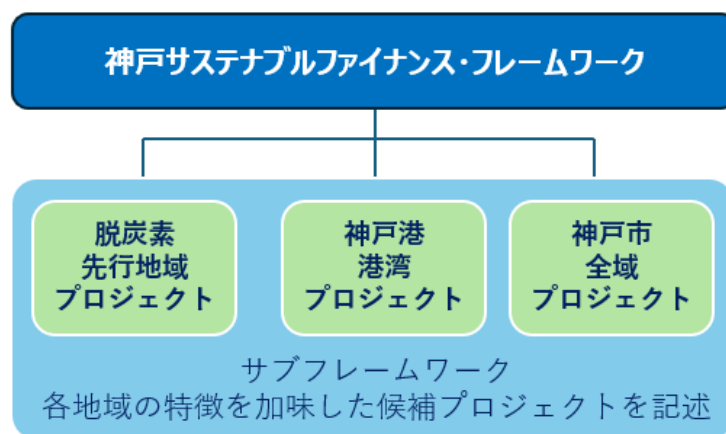 神戸サステナブルファイナンス・フレームワーク
脱炭素
先行地域
プロジェクト
神戸港
港湾
プロジェクト
神戸市
全域
プロジェクト
サブフレームワーク
各地域の特徴を加味した候補プロジェクトを記述